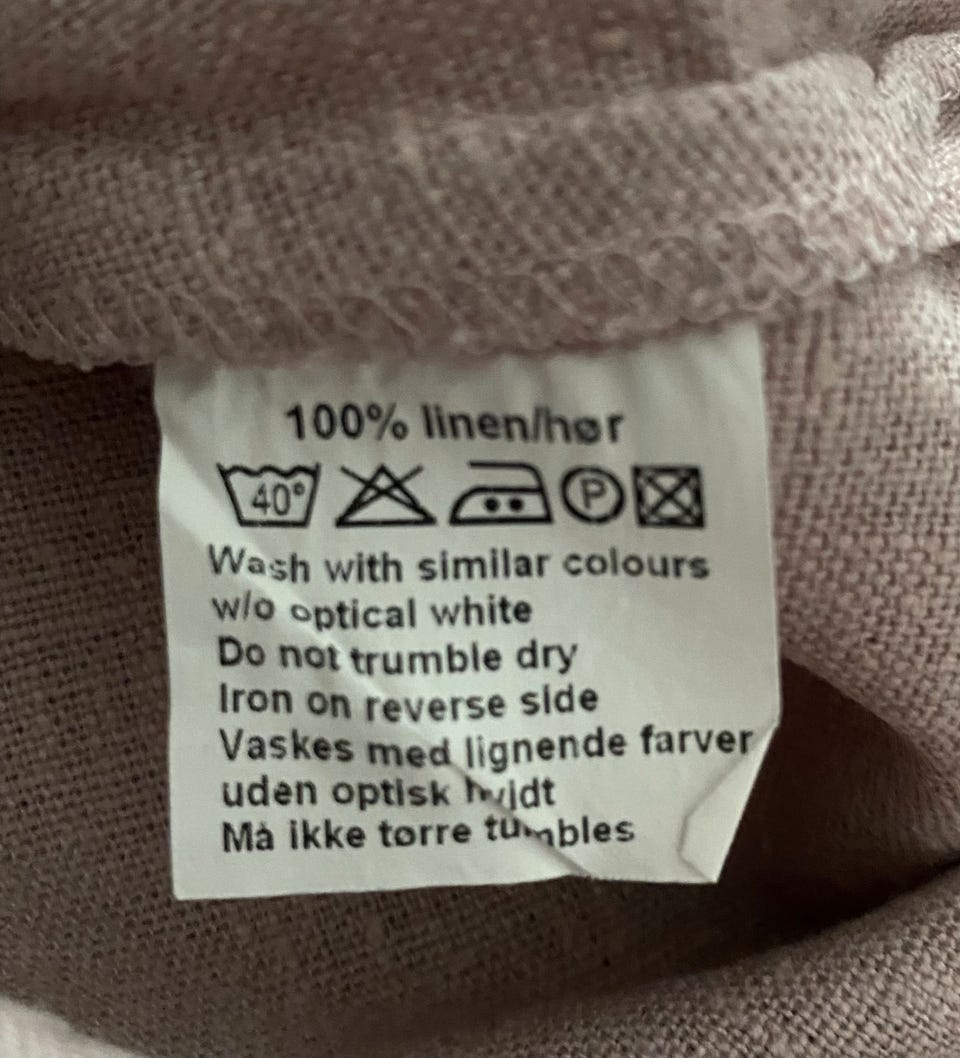 100% linen/hør
40° P
Wash with similar colours
w/o optical white
Do not trumble dry
Iron on reverse side
Vaskes med lignende farver
uden optisk hvidt
Må ikke tørre tumbles